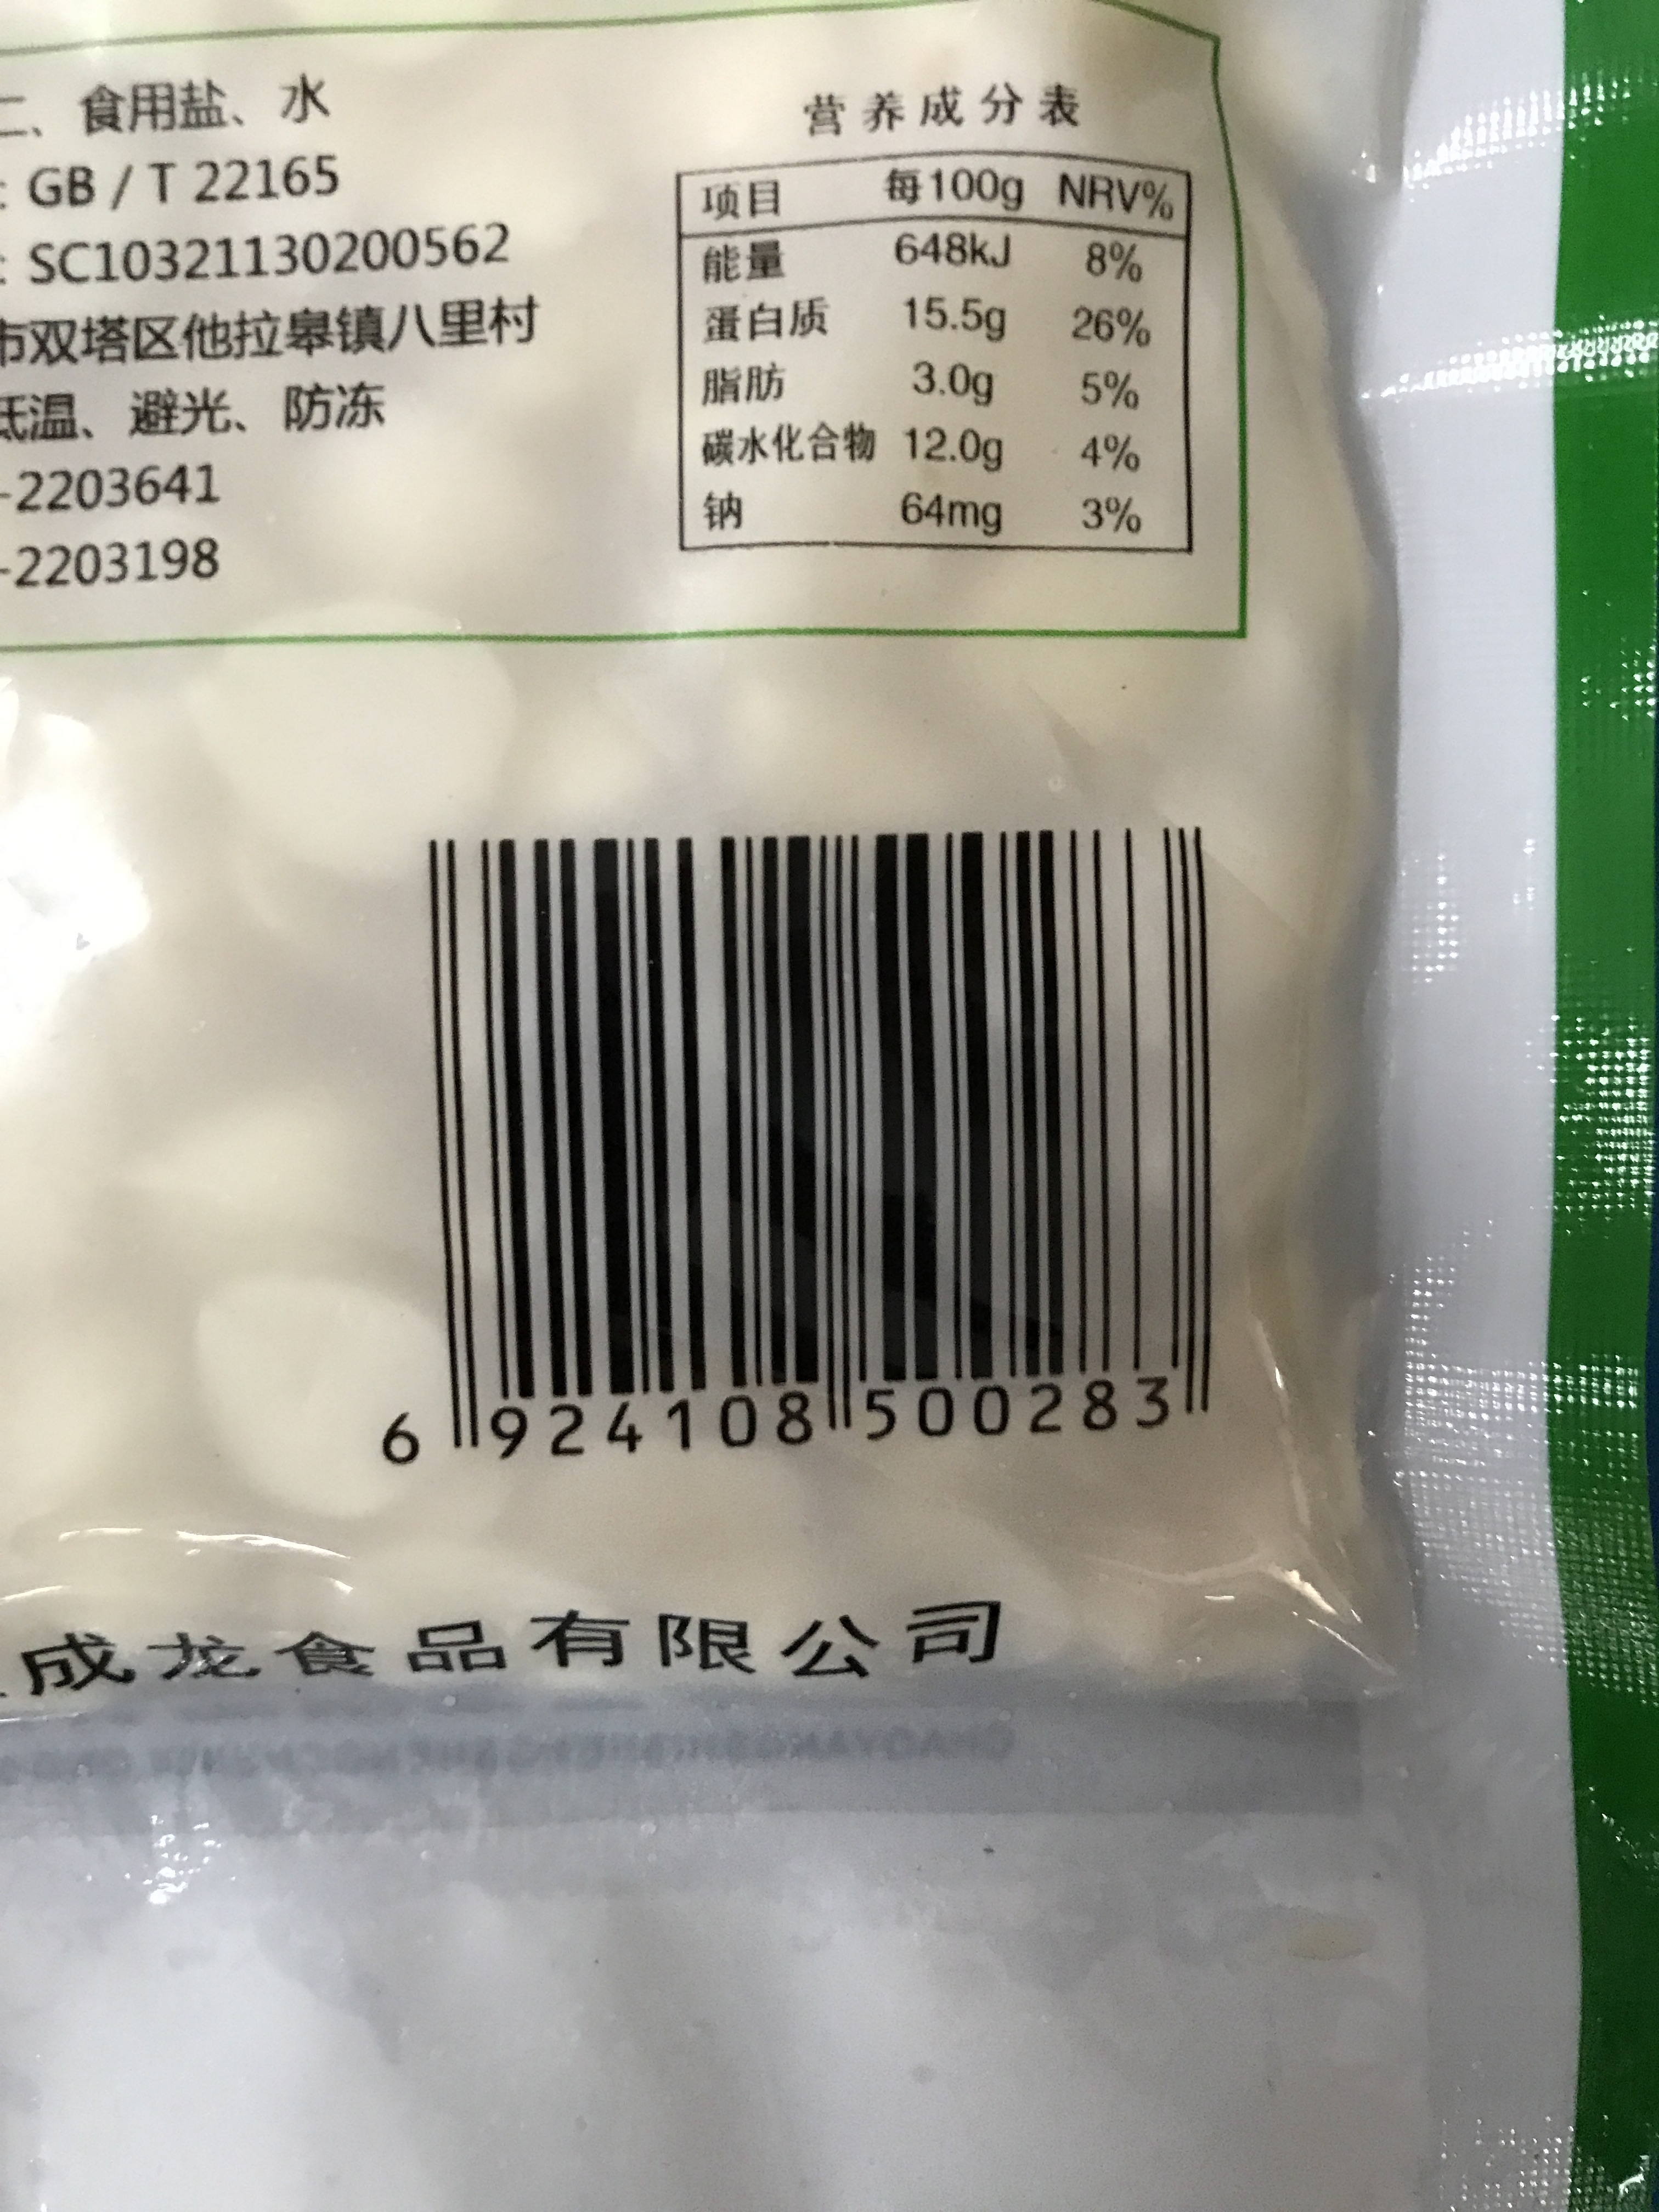 、食用盐、水
: GB / T 22165
: SC10321130200562
市双塔区他拉皋镇八里村
低温、避光、防冻
-2203641
-2203198
营养成分表
项目 每100g NRV%
能量 648kJ 8%
蛋白质 15.5g 26%
脂肪 3.0g 5%
碳水化合物 12.0g 4%
钠 64mg 3%
6 924108 500283
成龙食品有限公司